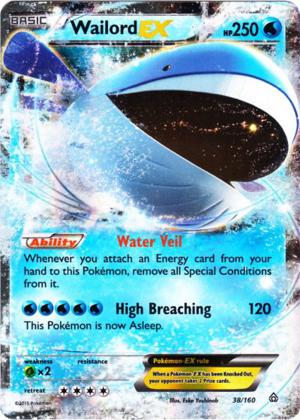 BASIC
Wailord EX HP250
Ability Water Veil
Whenever you attach an Energy card from your
hand to this Pokémon, remove all Special Conditions
from it.
High Breaching 120
This Pokémon is now Asleep.
weakness resistance
×2
retreat
Pokémon-EX rule
When a Pokémon-EX has been Knocked Out,
your opponent takes 2 Prize cards.
©2015 Pokémon
Illus. Eske Yoshinob
38/160